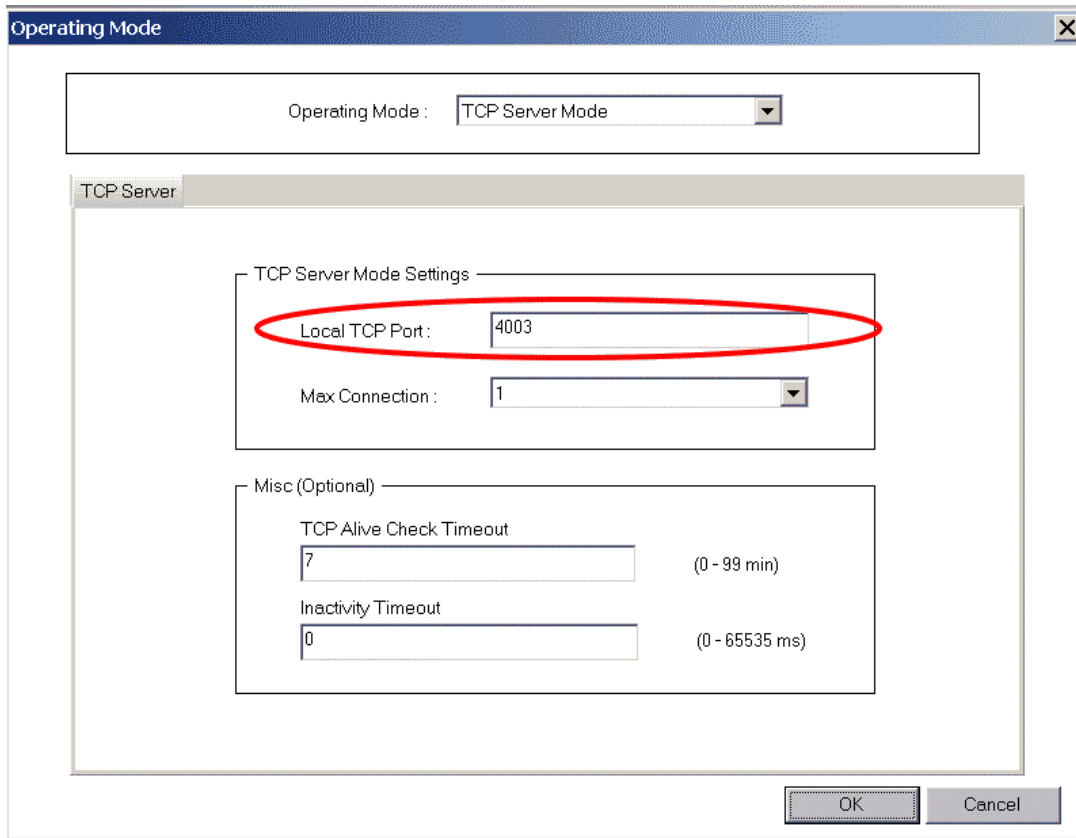 Operating Mode
Operating Mode : TCP Server Mode
TCP Server
TCP Server Mode Settings
Local TCP Port : 4003
Max Connection : 1
Misc (Optional)
TCP Alive Check Timeout
7 (0 - 99 min)
Inactivity Timeout
0 (0 - 65535 ms)
OK Cancel